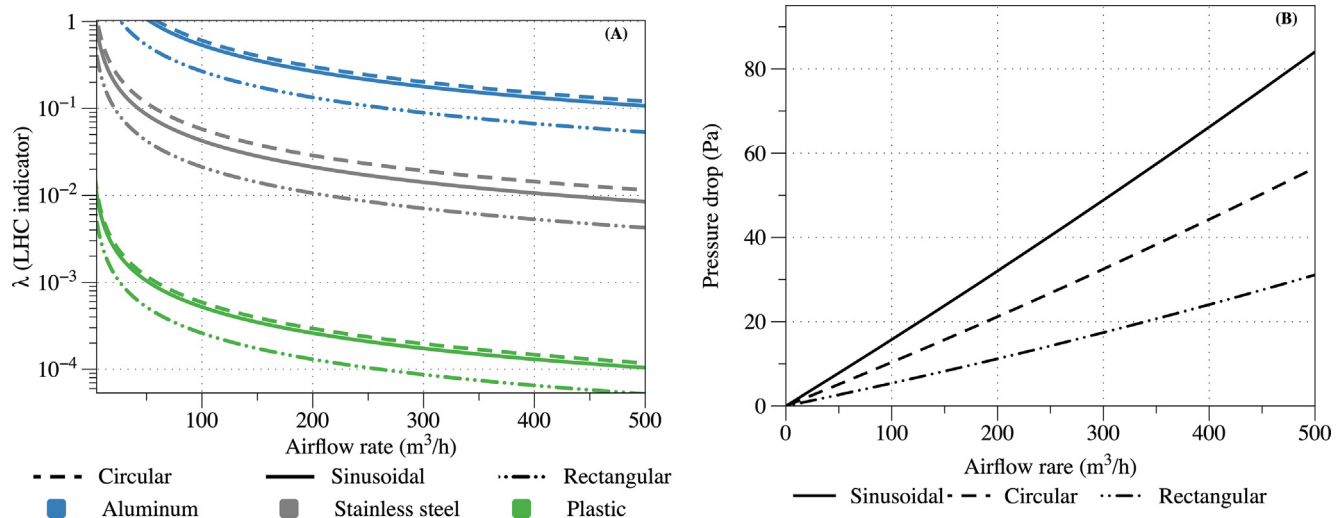 (A)
λ (LHC indicator)
1
10⁻¹
10⁻²
10⁻³
10⁻⁴
100 200 300 400 500
Airflow rate (m³/h)
Circular Sinusoidal Rectangular
Aluminum Stainless steel Plastic
(B)
Pressure drop (Pa)
80
60
40
20
0
0 100 200 300 400 500
Airflow rare (m³/h)
Sinusoidal Circular Rectangular